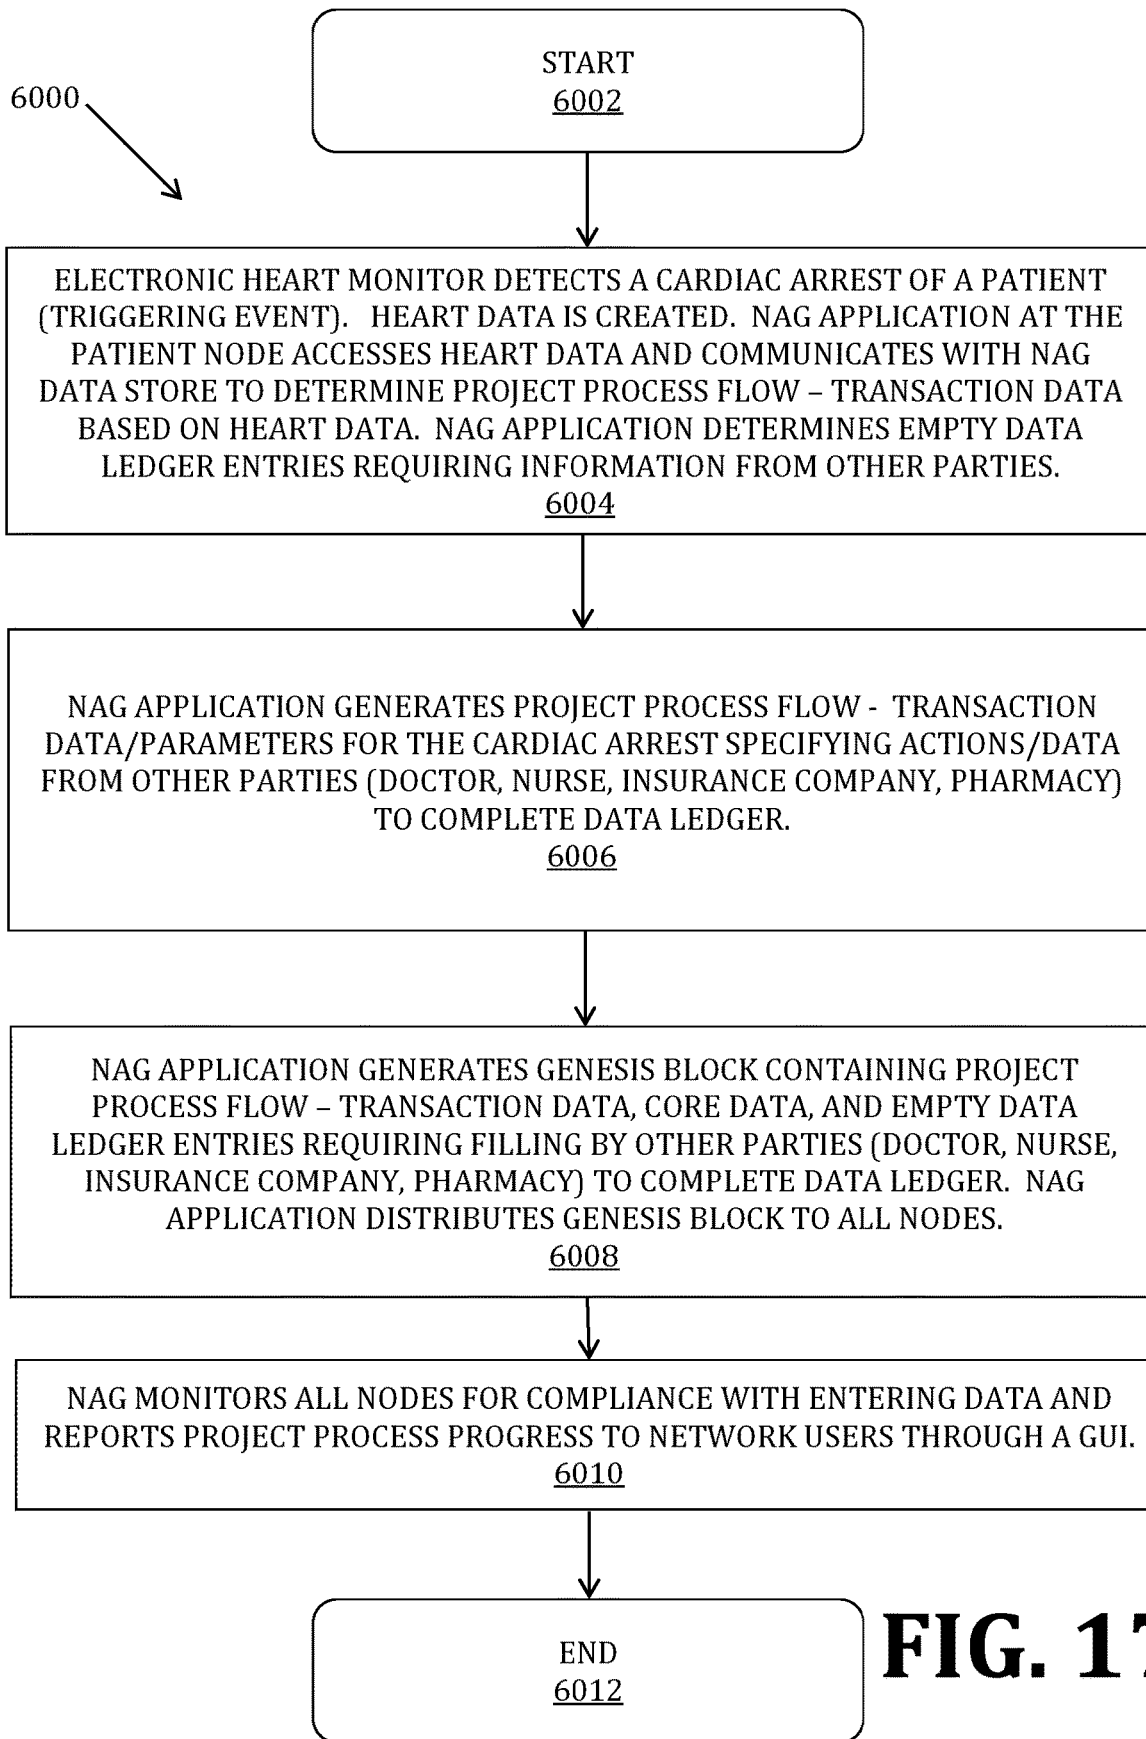 START
6002
6000
ELECTRONIC HEART MONITOR DETECTS A CARDIAC ARREST OF A PATIENT
(TRIGGERING EVENT). HEART DATA IS CREATED. NAG APPLICATION AT THE
PATIENT NODE ACCESSES HEART DATA AND COMMUNICATES WITH NAG
DATA STORE TO DETERMINE PROJECT PROCESS FLOW – TRANSACTION DATA
BASED ON HEART DATA. NAG APPLICATION DETERMINES EMPTY DATA
LEDGER ENTRIES REQUIRING INFORMATION FROM OTHER PARTIES.
6004
NAG APPLICATION GENERATES PROJECT PROCESS FLOW - TRANSACTION
DATA/PARAMETERS FOR THE CARDIAC ARREST SPECIFYING ACTIONS/DATA
FROM OTHER PARTIES (DOCTOR, NURSE, INSURANCE COMPANY, PHARMACY)
TO COMPLETE DATA LEDGER.
6006
NAG APPLICATION GENERATES GENESIS BLOCK CONTAINING PROJECT
PROCESS FLOW – TRANSACTION DATA, CORE DATA, AND EMPTY DATA
LEDGER ENTRIES REQUIRING FILLING BY OTHER PARTIES (DOCTOR, NURSE,
INSURANCE COMPANY, PHARMACY) TO COMPLETE DATA LEDGER. NAG
APPLICATION DISTRIBUTES GENESIS BLOCK TO ALL NODES.
6008
NAG MONITORS ALL NODES FOR COMPLIANCE WITH ENTERING DATA AND
REPORTS PROJECT PROCESS PROGRESS TO NETWORK USERS THROUGH A GUI.
6010
END
6012
FIG. 17